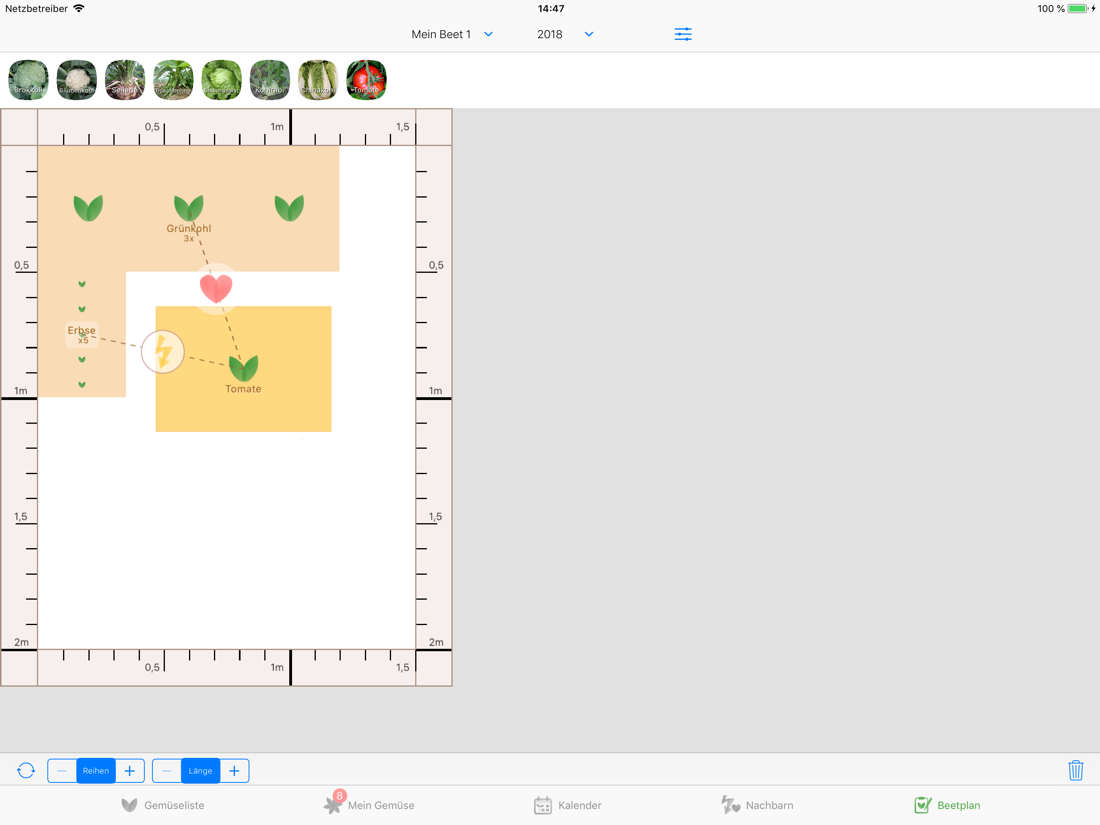 Netzbetreiber
14:47
100 %
Mein Beet 1
2018
Brokkoli
Blumenkohl
Sellerie
Kohlrabi
Chinakohl
Tomate
0,5
1m
1,5
Grünkohl
3x
0,5
0,5
Erbse
x5
Tomate
1m
1m
1,5
1,5
2m
2m
0,5
1m
1,5
Reihen
Länge
Gemüseliste
8
Mein Gemüse
Kalender
Nachbarn
Beetplan